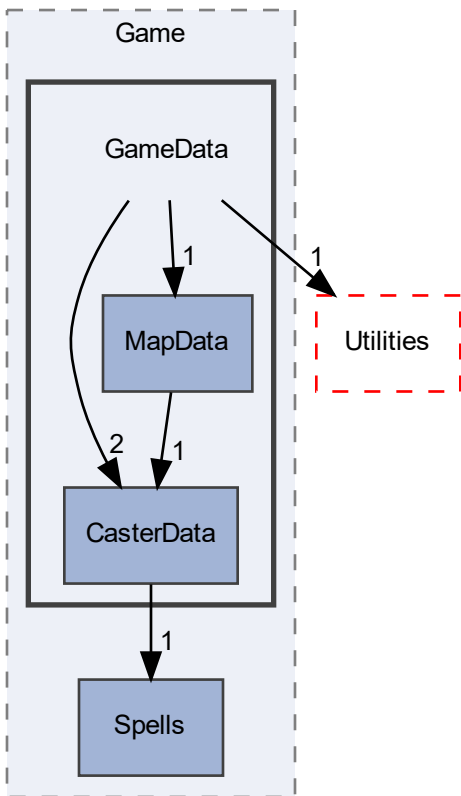 Game
GameData
1
1
MapData
Utilities
2
1
CasterData
1
Spells